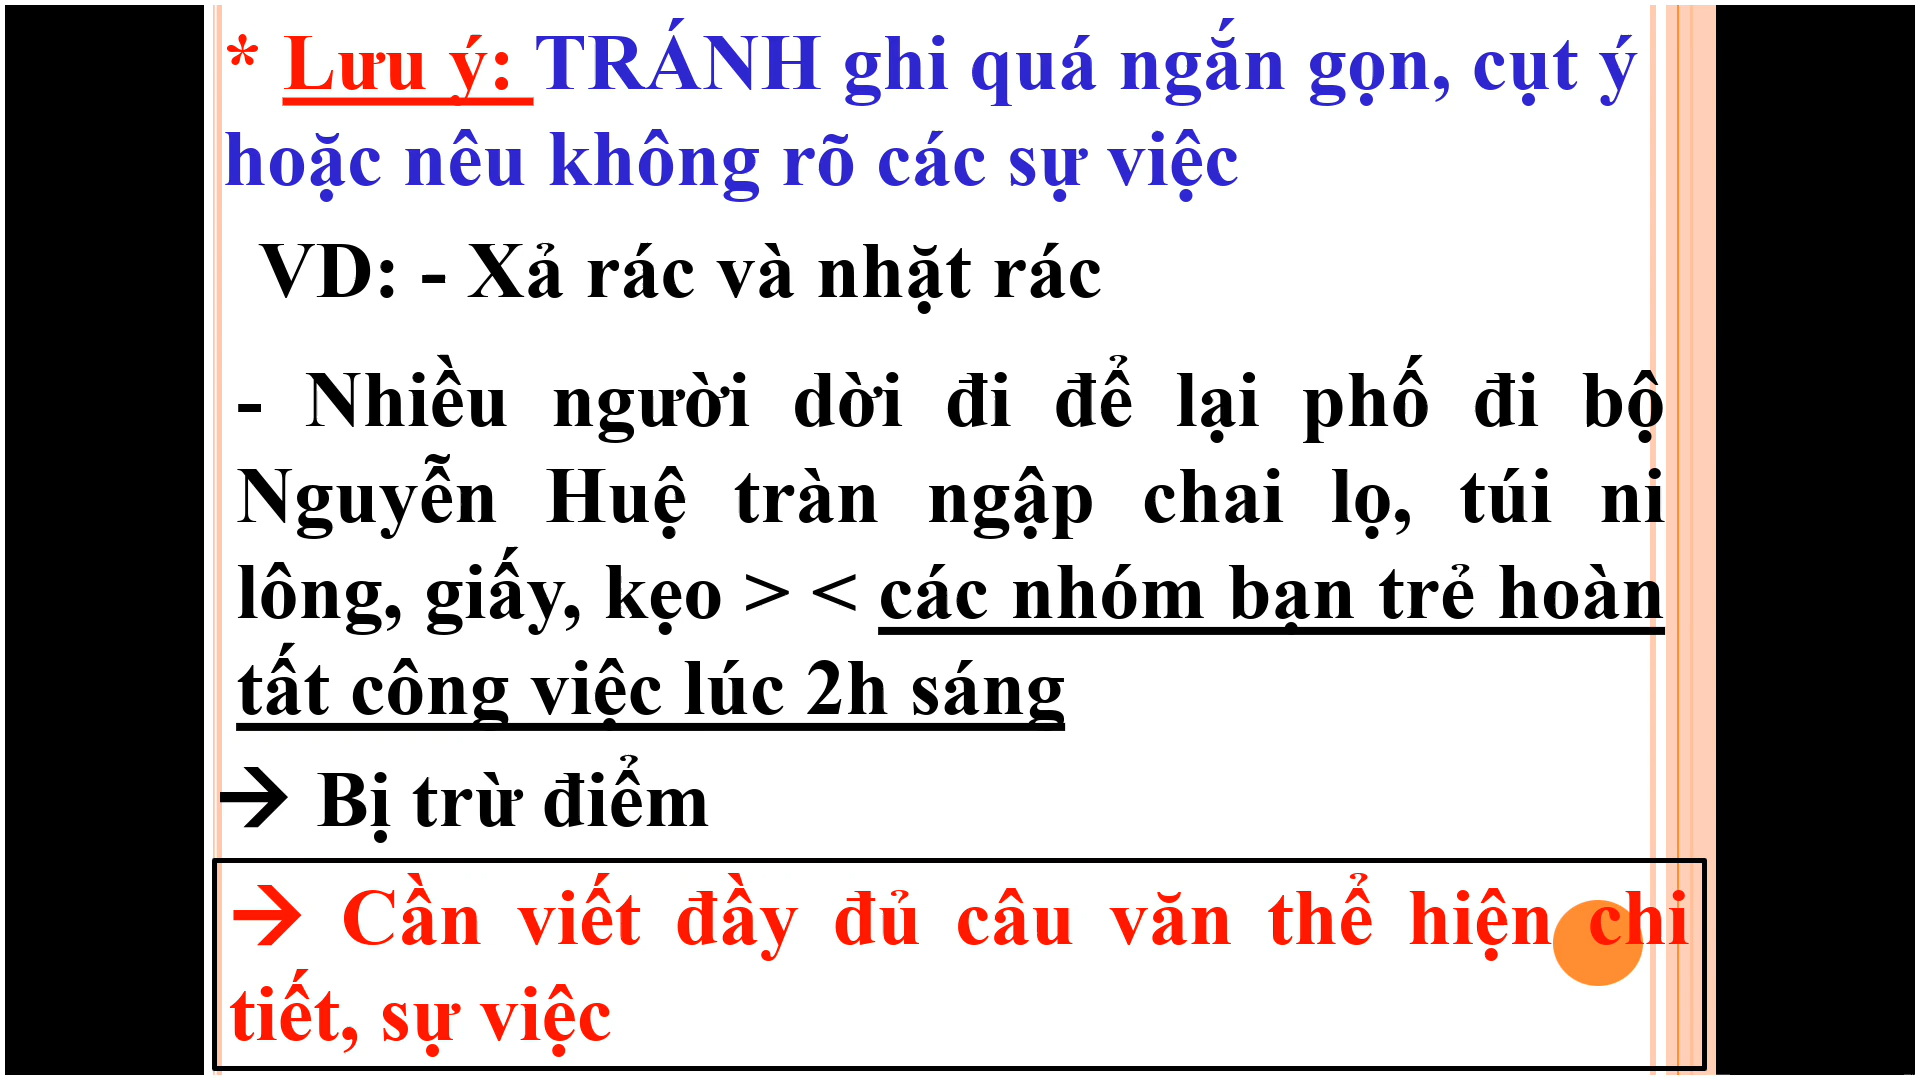 * Lưu ý: TRÁNH ghi quá ngắn gọn, cụt ý
hoặc nêu không rõ các sự việc
VD: - Xả rác và nhặt rác
- Nhiều người dời đi để lại phố đi bộ
Nguyễn Huệ tràn ngập chai lọ, túi ni
lông, giấy, kẹo > < các nhóm bạn trẻ hoàn
tất công việc lúc 2h sáng
→ Bị trừ điểm
→ Cần viết đầy đủ câu văn thể hiện chi
tiết, sự việc